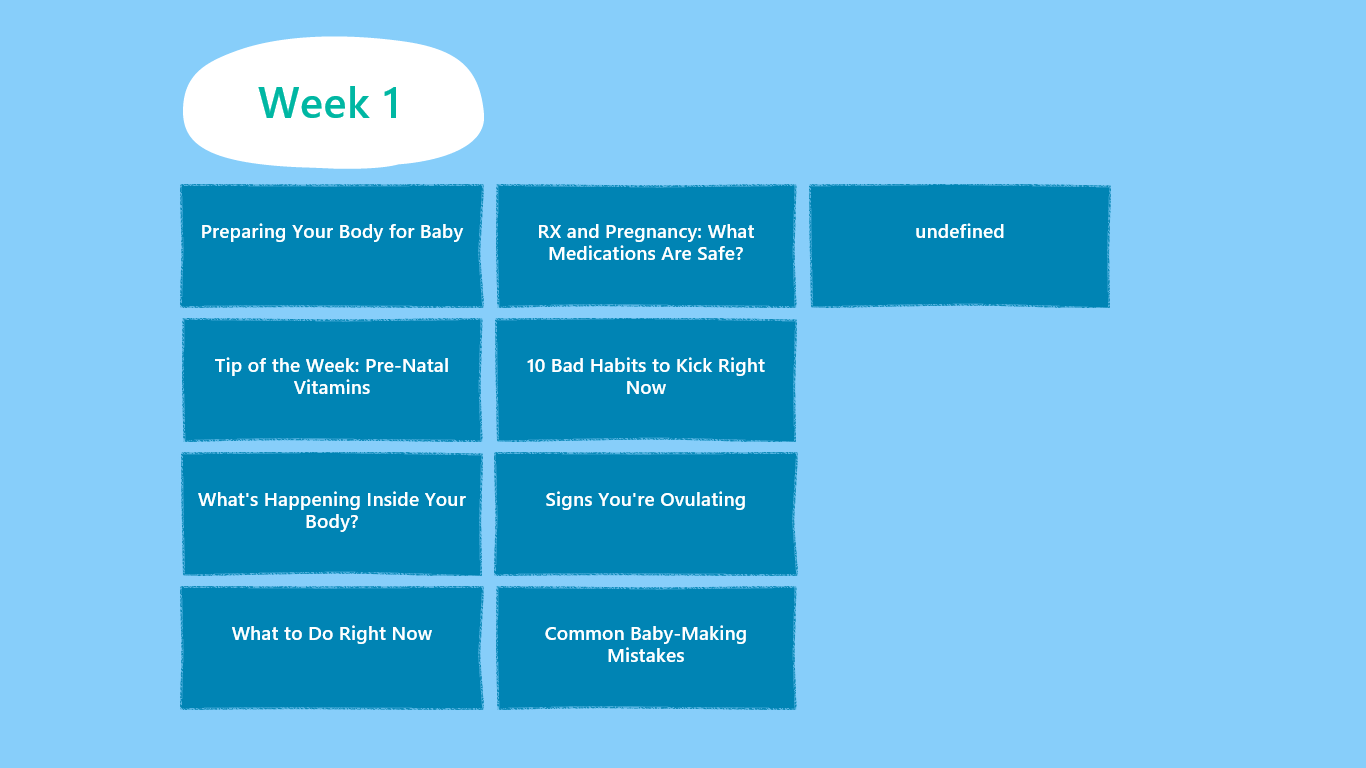 Week 1
Preparing Your Body for Baby
RX and Pregnancy: What
Medications Are Safe?
undefined
Tip of the Week: Pre-Natal
Vitamins
10 Bad Habits to Kick Right
Now
What's Happening Inside Your
Body?
Signs You're Ovulating
What to Do Right Now
Common Baby-Making
Mistakes